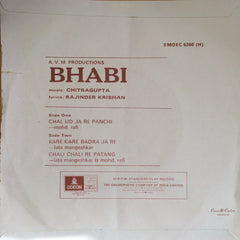 EMOEC 6200 (H)
A. V. M. PRODUCTIONS
BHABI
music: CHITRAGUPTA
lyrics: RAJINDER KRISHAN
Side One
CHAL UD JA RE PANCHI
—mohd. rafi
Side Two
KARE KARE BADRA JA RE
—lata mangeshkar
CHALI CHALI RE PATANG
—lata mangeshkar & mohd. rafi
ODEON
THE GRAMOPHONE COMPANY OF INDIA LIMITED